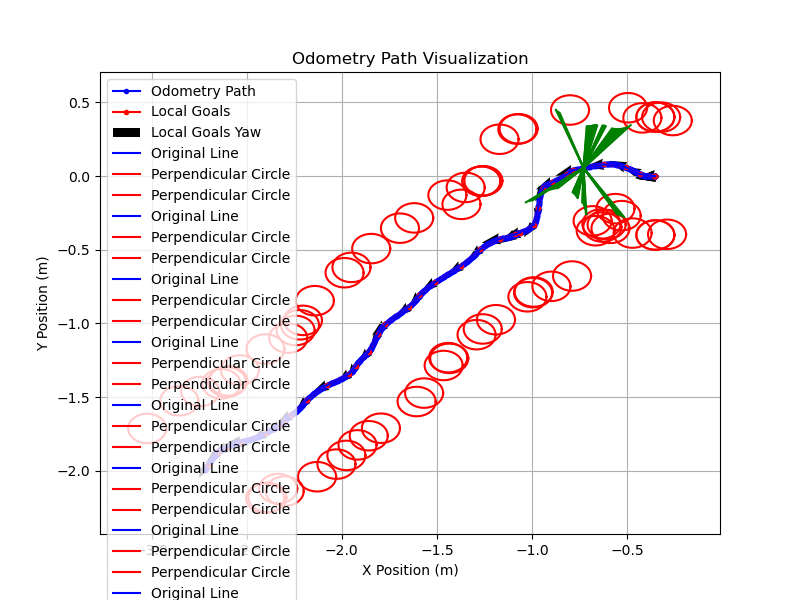 Odometry Path Visualization
Odometry Path
Local Goals
Local Goals Yaw
Original Line
Perpendicular Circle
Perpendicular Circle
Original Line
Perpendicular Circle
Perpendicular Circle
Original Line
Perpendicular Circle
Perpendicular Circle
Original Line
Perpendicular Circle
Perpendicular Circle
Original Line
Perpendicular Circle
Perpendicular Circle
Original Line
Perpendicular Circle
Perpendicular Circle
Original Line
Perpendicular Circle
Perpendicular Circle
Original Line
0.5
0.0
−0.5
−1.0
−1.5
−2.0
Y Position (m)
−2.0
−1.5
−1.0
−0.5
X Position (m)